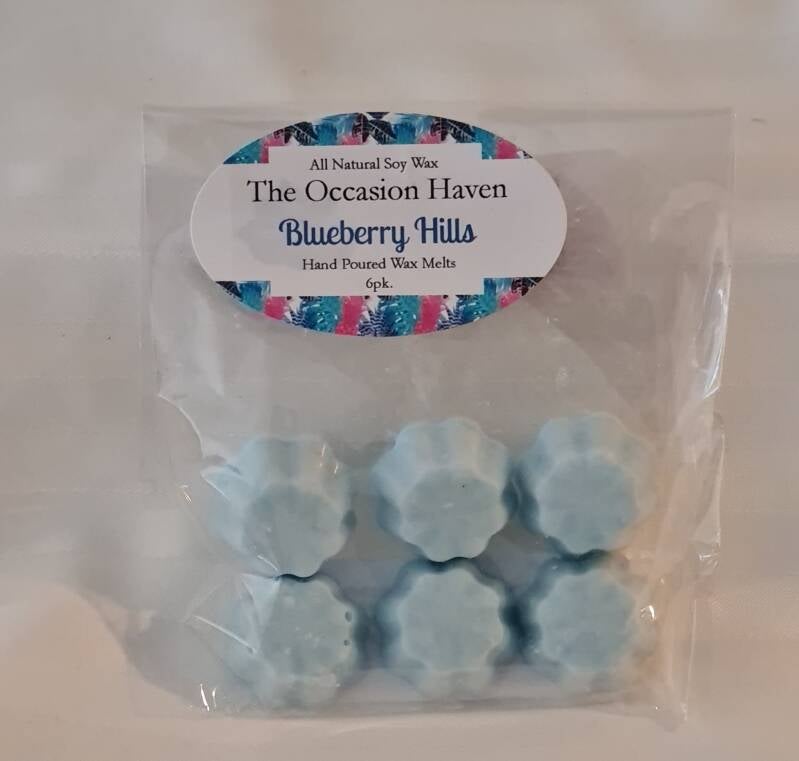 All Natural Soy Wax
The Occasion Haven
Blueberry Hills
Hand Poured Wax Melts
6pk.